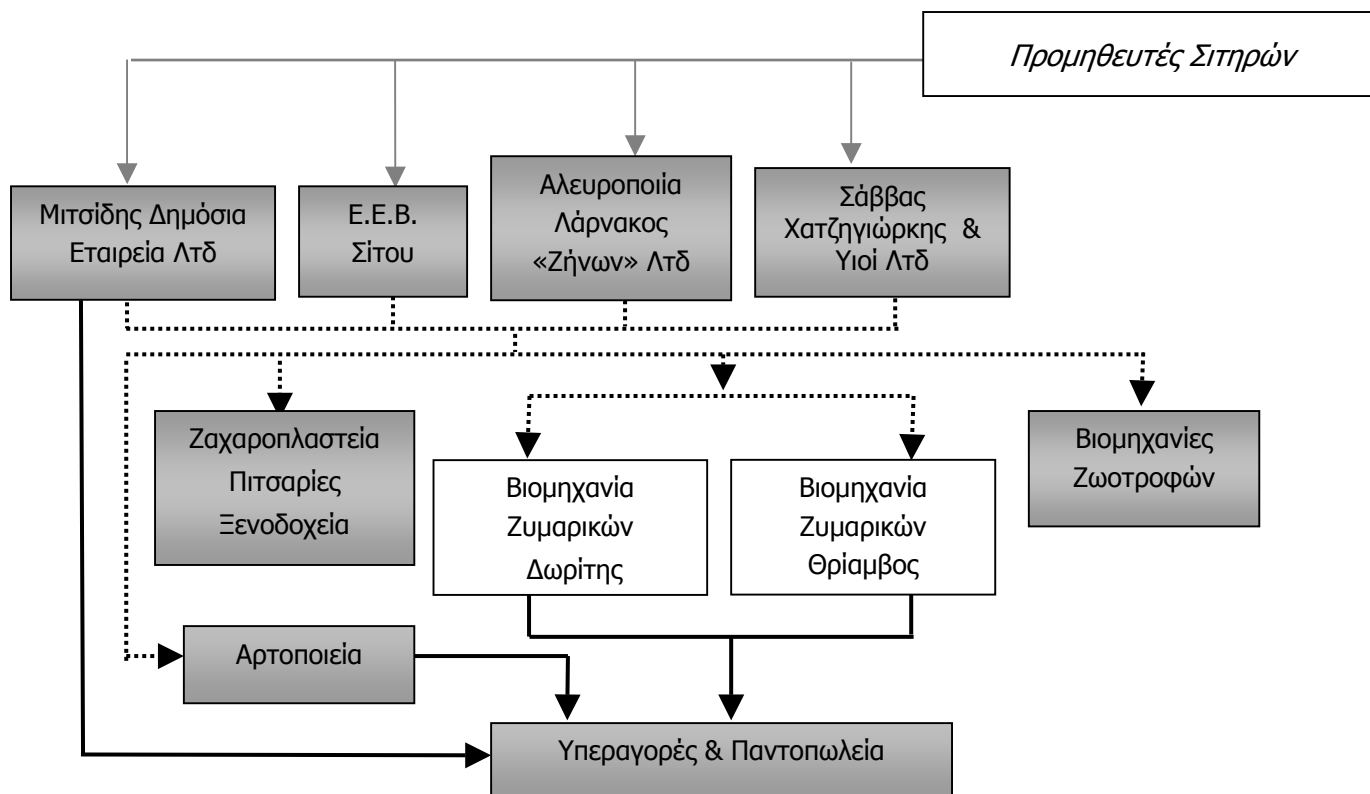 Προμηθευτές Σιτηρών
Μιτσίδης Δημόσια
Εταιρεία Λτδ
Ε.Ε.Β.
Σίτου
Αλευροποιία
Λάρνακος
«Ζήνων» Λτδ
Σάββας
Χατζηγιώρκης &
Υιοί Λτδ
Ζαχαροπλαστεία
Πιτσαρίες
Ξενοδοχεία
Βιομηχανία
Ζυμαρικών
Δωρίτης
Βιομηχανία
Ζυμαρικών
Θρίαμβος
Βιομηχανίες
Ζωοτροφών
Αρτοποιεία
Υπεραγορές & Παντοπωλεία